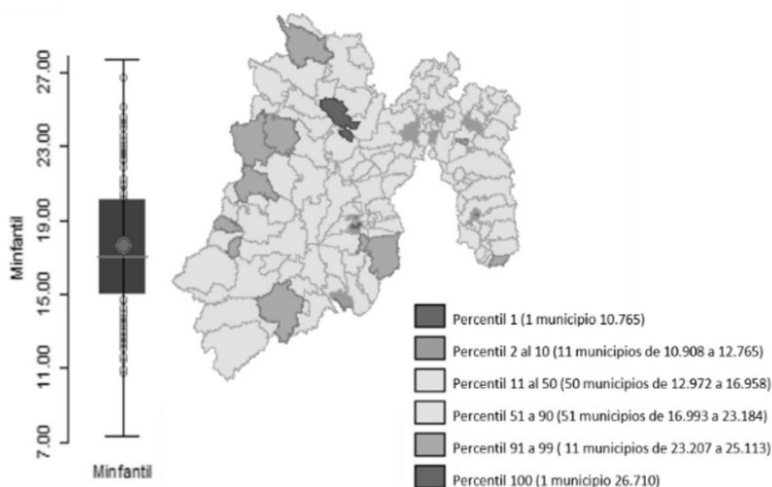 27.00
23.00
19.00
15.00
11.00
7.00
Minfantil
Minfantil
Percentil 1 (1 municipio 10.765)
Percentil 2 al 10 (11 municipios de 10.908 a 12.765)
Percentil 11 al 50 (50 municipios de 12.972 a 16.958)
Percentil 51 a 90 (51 municipios de 16.993 a 23.184)
Percentil 91 a 99 ( 11 municipios de 23.207 a 25.113)
Percentil 100 (1 municipio 26.710)